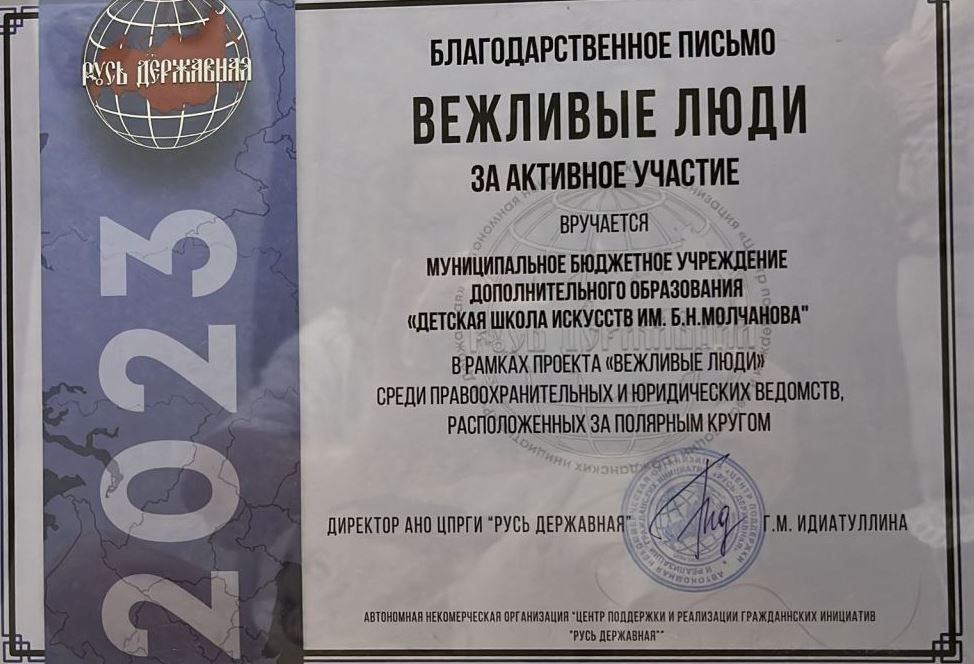 РУСЬ ДЕРЖАВНАЯ
2023
БЛАГОДАРСТВЕННОЕ ПИСЬМО
ВЕЖЛИВЫЕ ЛЮДИ
ЗА АКТИВНОЕ УЧАСТИЕ
ВРУЧАЕТСЯ
МУНИЦИПАЛЬНОЕ БЮДЖЕТНОЕ УЧРЕЖДЕНИЕ
ДОПОЛНИТЕЛЬНОГО ОБРАЗОВАНИЯ
«ДЕТСКАЯ ШКОЛА ИСКУССТВ ИМ. Б.Н.МОЛЧАНОВА"
В РАМКАХ ПРОЕКТА «ВЕЖЛИВЫЕ ЛЮДИ»
СРЕДИ ПРАВООХРАНИТЕЛЬНЫХ И ЮРИДИЧЕСКИХ ВЕДОМСТВ,
РАСПОЛОЖЕННЫХ ЗА ПОЛЯРНЫМ КРУГОМ
ДИРЕКТОР АНО ЦПРГИ "РУСЬ ДЕРЖАВНАЯ" Г.М. ИДИАТУЛЛИНА
АВТОНОМНАЯ НЕКОМЕРЧЕСКАЯ ОРГАНИЗАЦИЯ "ЦЕНТР ПОДДЕРЖКИ И РЕАЛИЗАЦИИ ГРАЖДАННСКИХ ИНИЦИАТИВ
"РУСЬ ДЕРЖАВНАЯ""